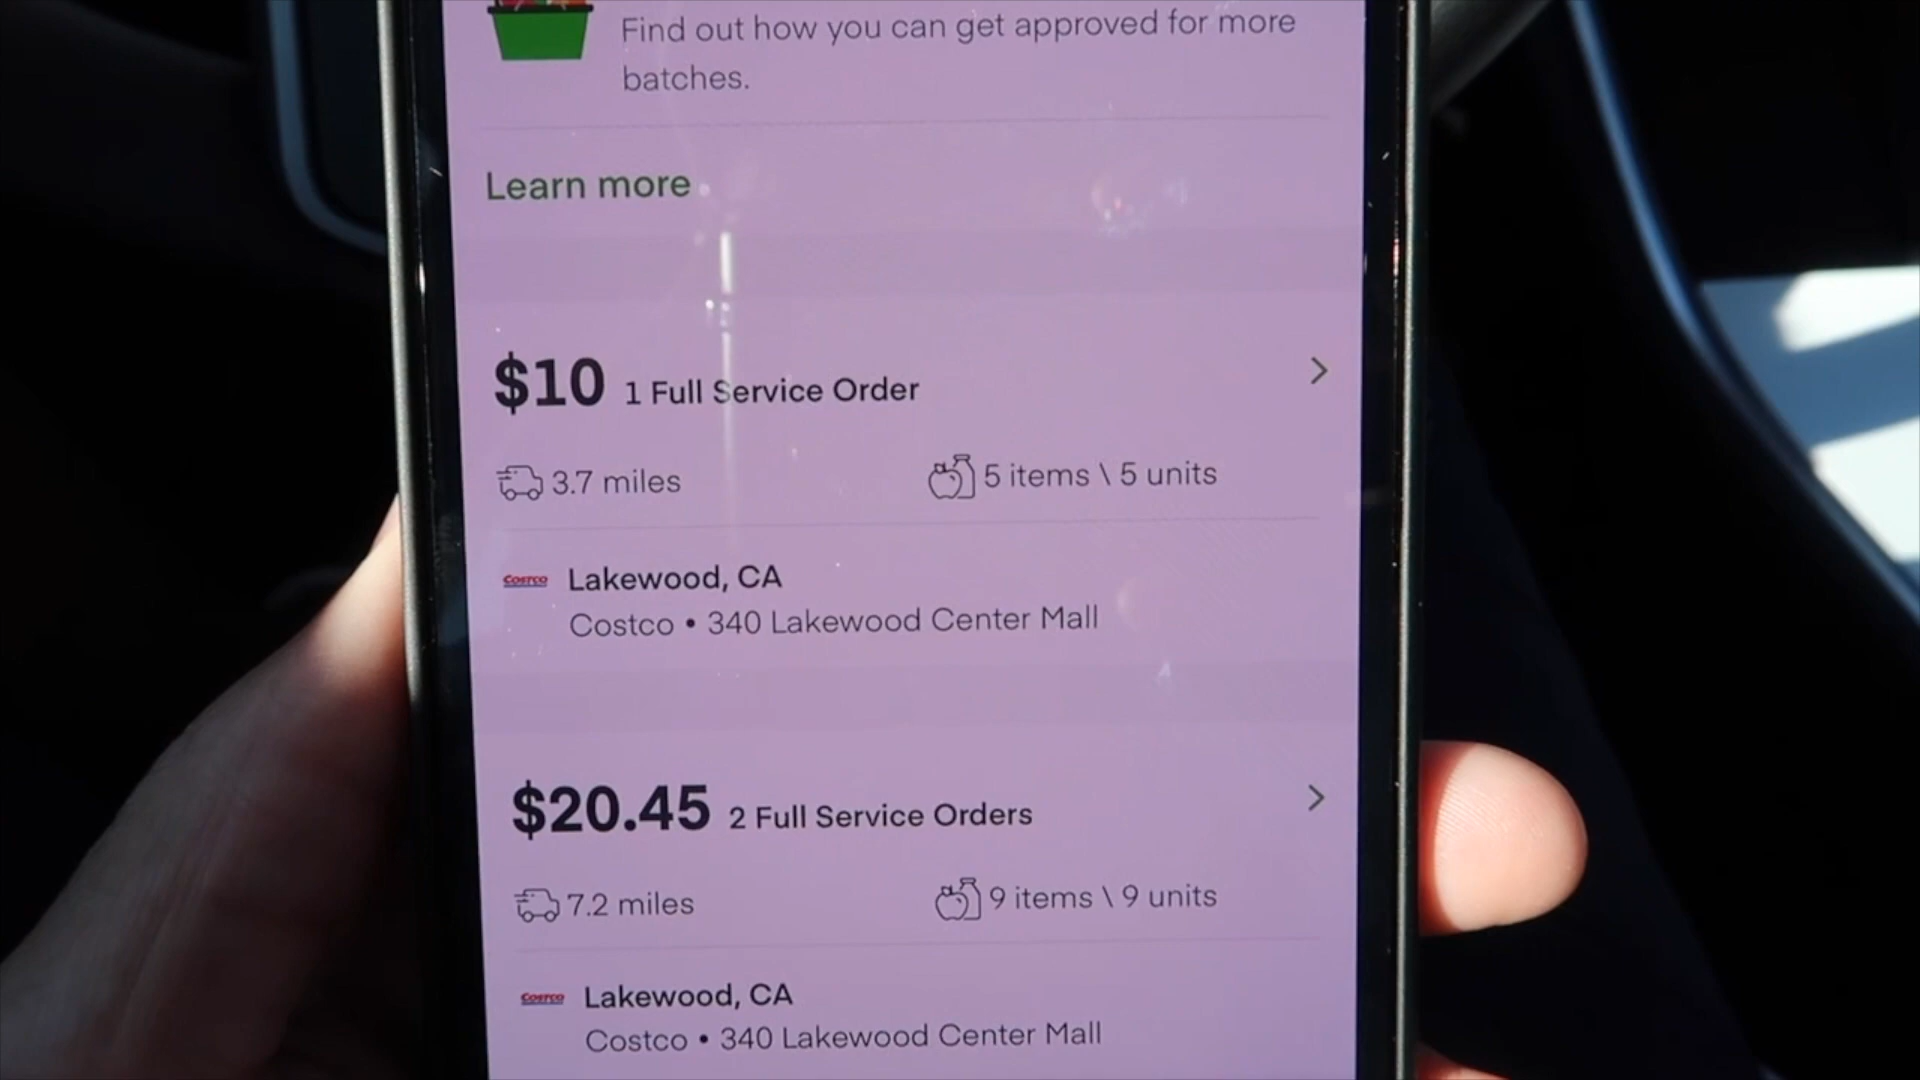 Find out how you can get approved for more
batches.
Learn more
$10 1 Full Service Order
3.7 miles 5 items \ 5 units
Costco Lakewood, CA
Costco • 340 Lakewood Center Mall
$20.45 2 Full Service Orders
7.2 miles 9 items \ 9 units
Costco Lakewood, CA
Costco • 340 Lakewood Center Mall